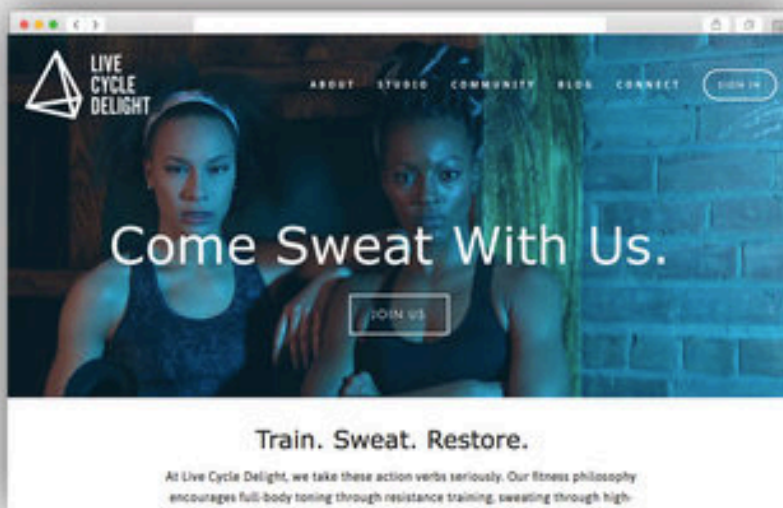 LIVE
CYCLE
DELIGHT
ABOUT STUDIO COMMUNITY BLOG CONNECT SIGN IN
Come Sweat With Us.
JOIN US
Train. Sweat. Restore.
At Live Cycle Delight, we take these action verbs seriously. Our fitness philosophy
encourages full-body toning through resistance training, sweating through high-